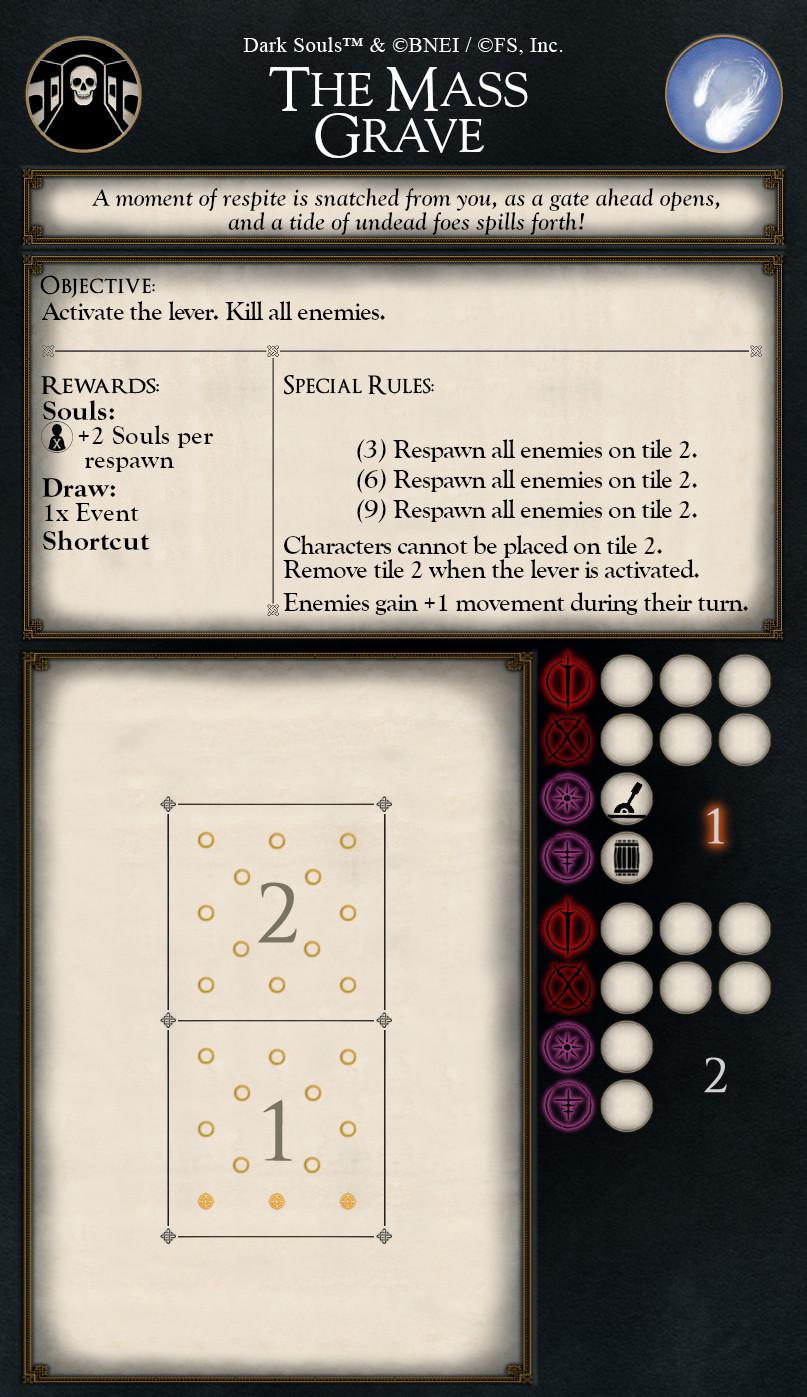 Dark Souls™ & ©BNEI / ©FS, Inc.
The Mass
Grave
A moment of respite is snatched from you, as a gate ahead opens,
and a tide of undead foes spills forth!
Objective:
Activate the lever. Kill all enemies.
Rewards:
Souls:
X +2 Souls per
respawn
Draw:
1x Event
Shortcut
Special Rules:
(3) Respawn all enemies on tile 2.
(6) Respawn all enemies on tile 2.
(9) Respawn all enemies on tile 2.
Characters cannot be placed on tile 2.
Remove tile 2 when the lever is activated.
Enemies gain +1 movement during their turn.
2
1
1
2